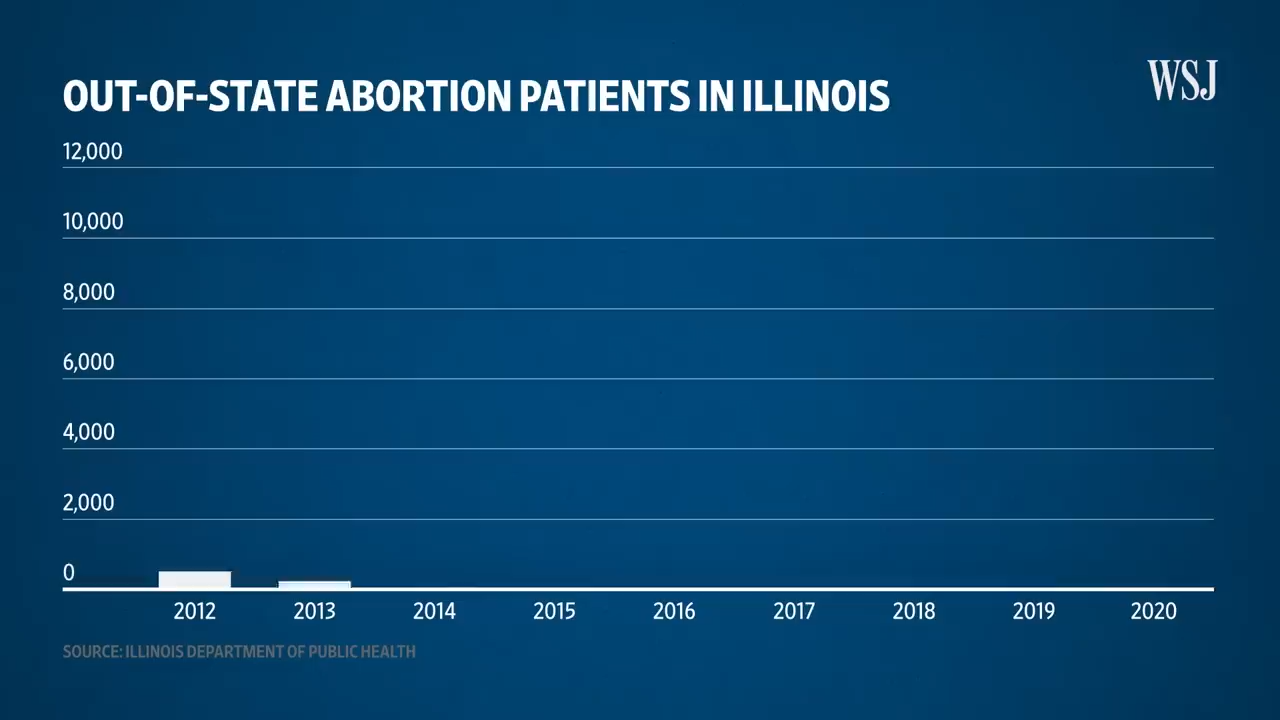 WSJ
OUT-OF-STATE ABORTION PATIENTS IN ILLINOIS
12,000
10,000
8,000
6,000
4,000
2,000
0
2012 2013 2014 2015 2016 2017 2018 2019 2020
SOURCE: ILLINOIS DEPARTMENT OF PUBLIC HEALTH